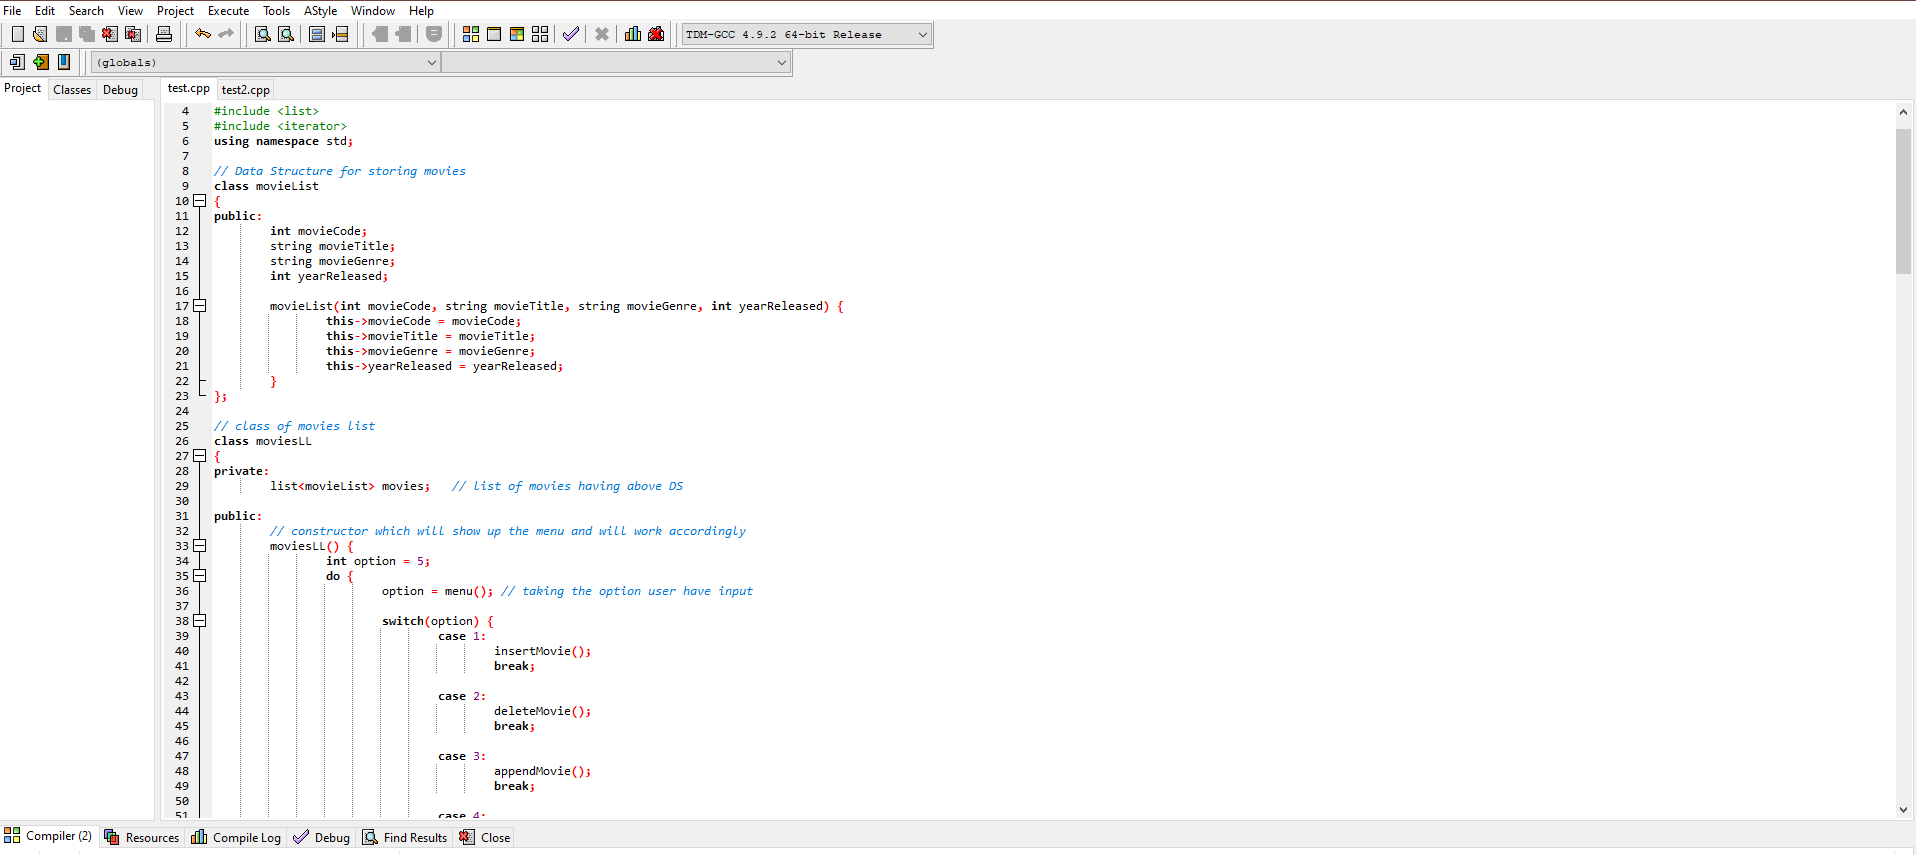 File Edit Search View Project Execute Tools AStyle Window Help
TDM-GCC 4.9.2 64-bit Release
(globals)
Project Classes Debug test.cpp test2.cpp
4 #include <list>
5 #include <iterator>
6 using namespace std;
7
8 // Data Structure for storing movies
9 class movieList
10 {
11 public:
12 int movieCode;
13 string movieTitle;
14 string movieGenre;
15 int yearReleased;
16
17 movieList(int movieCode, string movieTitle, string movieGenre, int yearReleased) {
18 this->movieCode = movieCode;
19 this->movieTitle = movieTitle;
20 this->movieGenre = movieGenre;
21 this->yearReleased = yearReleased;
22 }
23 };
24
25 // class of movies list
26 class moviesLL
27 {
28 private:
29 list<movieList> movies; // list of movies having above DS
30
31 public:
32 // constructor which will show up the menu and will work accordingly
33 moviesLL() {
34 int option = 5;
35 do {
36 option = menu(); // taking the option user have input
37
38 switch(option) {
39 case 1:
40 insertMovie();
41 break;
42
43 case 2:
44 deleteMovie();
45 break;
46
47 case 3:
48 appendMovie();
49 break;
50
51 case 4:
Compiler (2) Resources Compile Log Debug Find Results Close